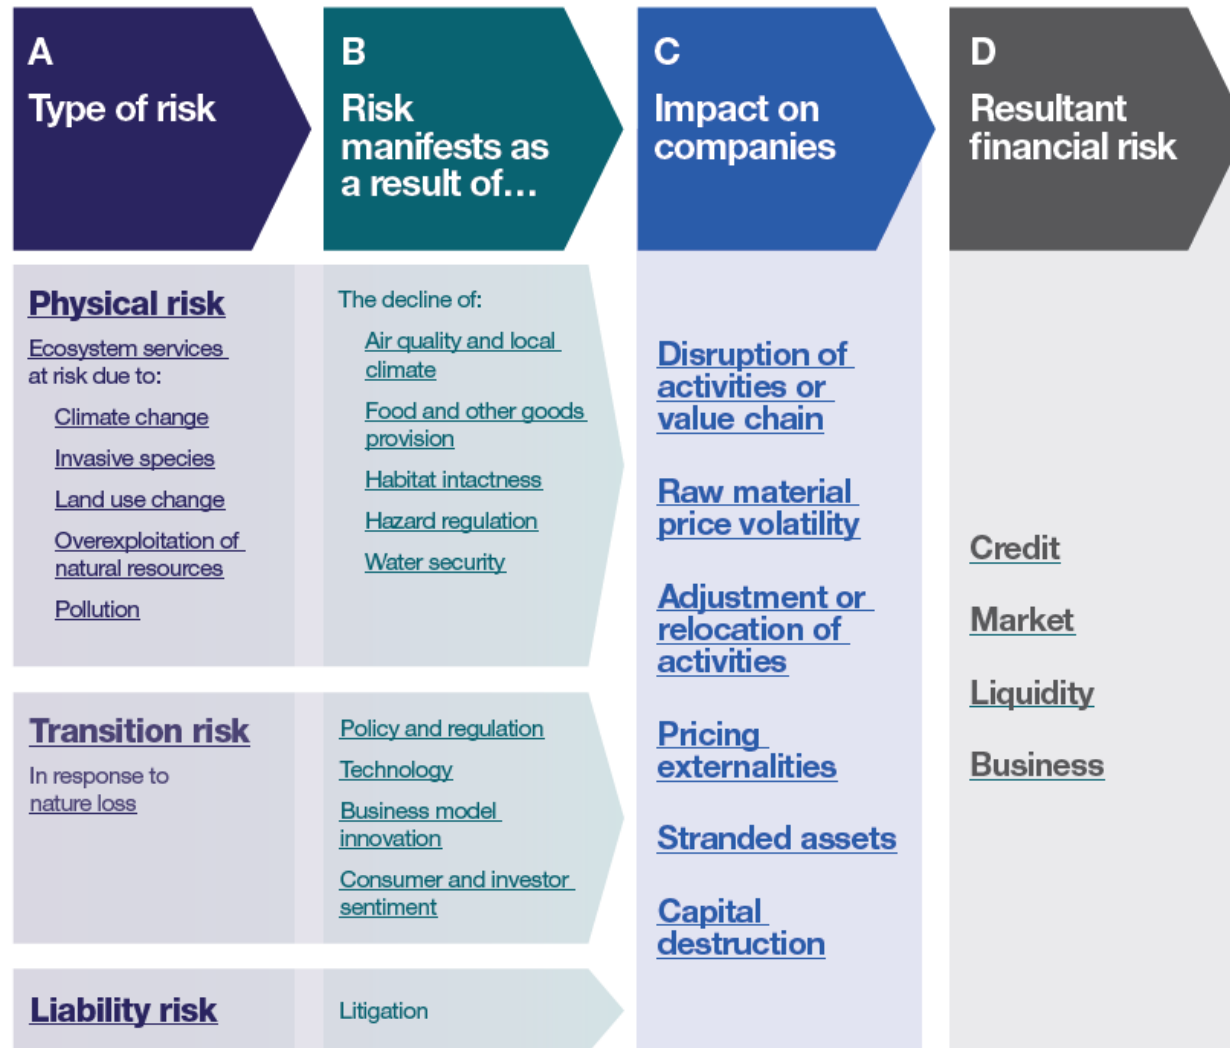 A
Type of risk
B
Risk
manifests as
a result of…
C
Impact on
companies
D
Resultant
financial risk
Physical risk
Ecosystem services
at risk due to:
Climate change
Invasive species
Land use change
Overexploitation of
natural resources
Pollution
The decline of:
Air quality and local
climate
Food and other goods
provision
Habitat intactness
Hazard regulation
Water security
Transition risk
In response to
nature loss
Policy and regulation
Technology
Business model
innovation
Consumer and investor
sentiment
Liability risk
Litigation
Disruption of
activities or
value chain
Raw material
price volatility
Adjustment or
relocation of
activities
Pricing
externalities
Stranded assets
Capital
destruction
Credit
Market
Liquidity
Business